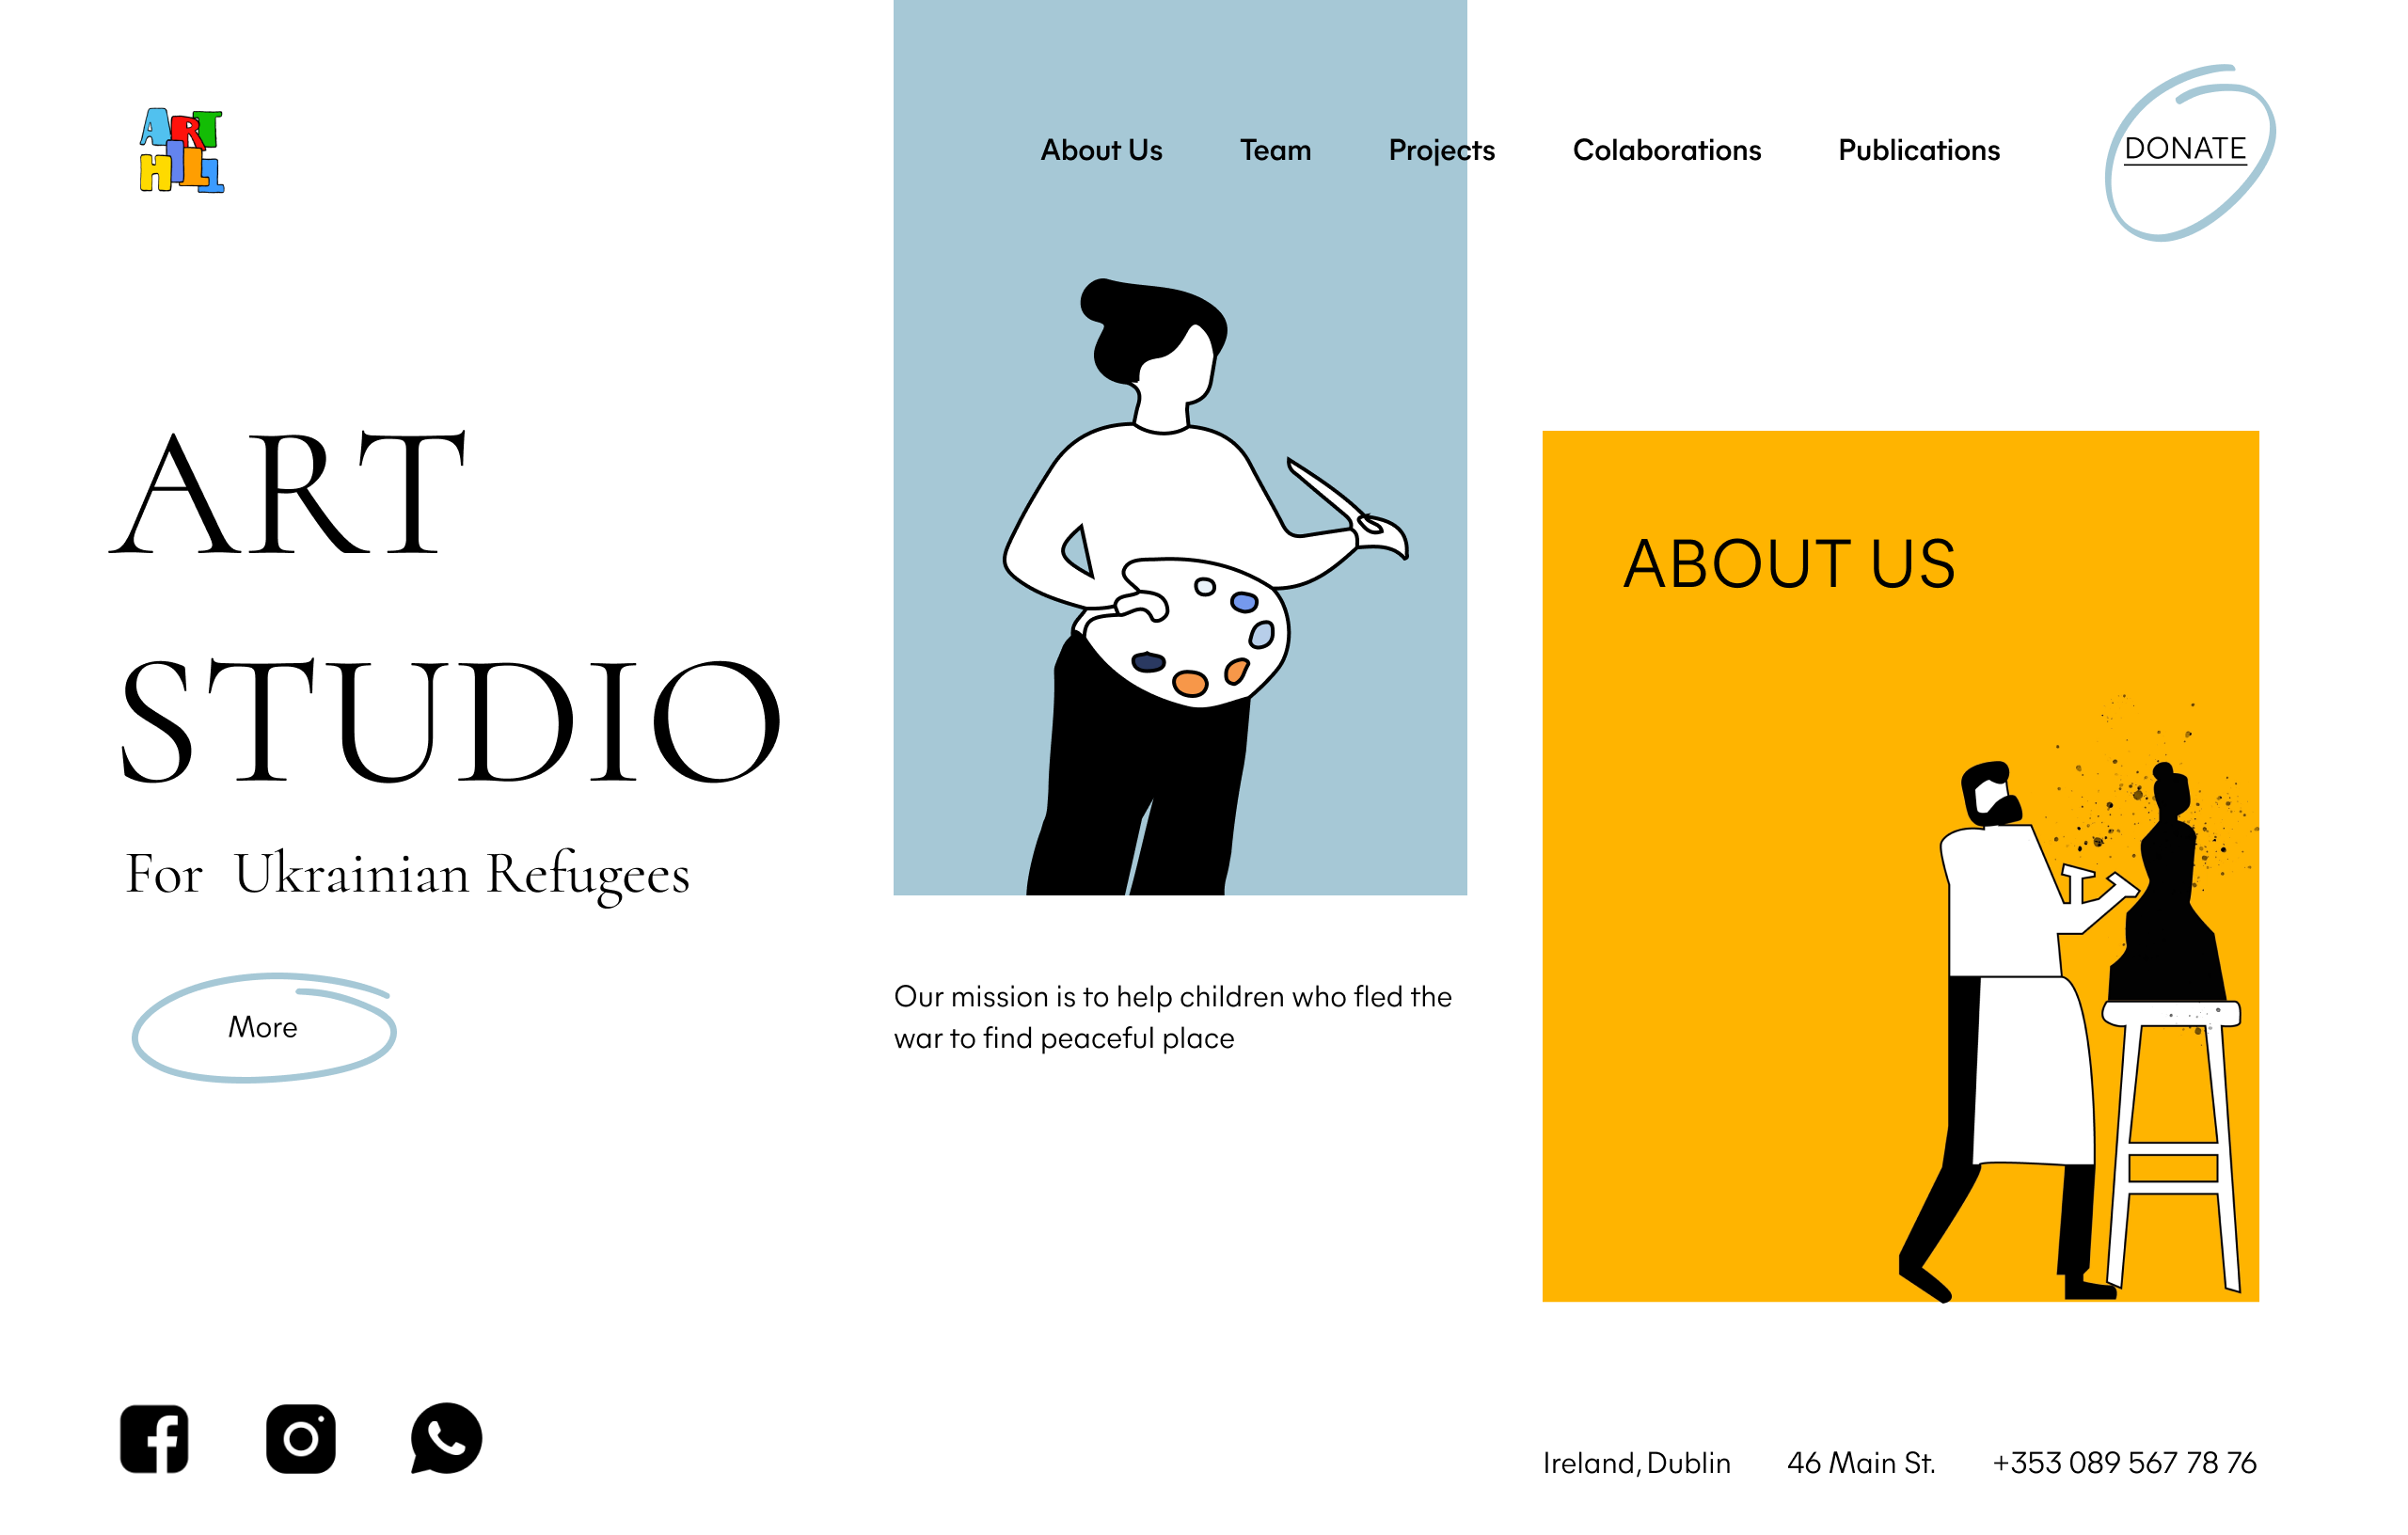 ART
HILL
About Us Team Projects Colaborations Publications
DONATE
ART
STUDIO
For Ukrainian Refugees
More
Our mission is to help children who fled the
war to find peaceful place
ABOUT US
Ireland, Dublin 46 Main St. +353 089 567 78 76